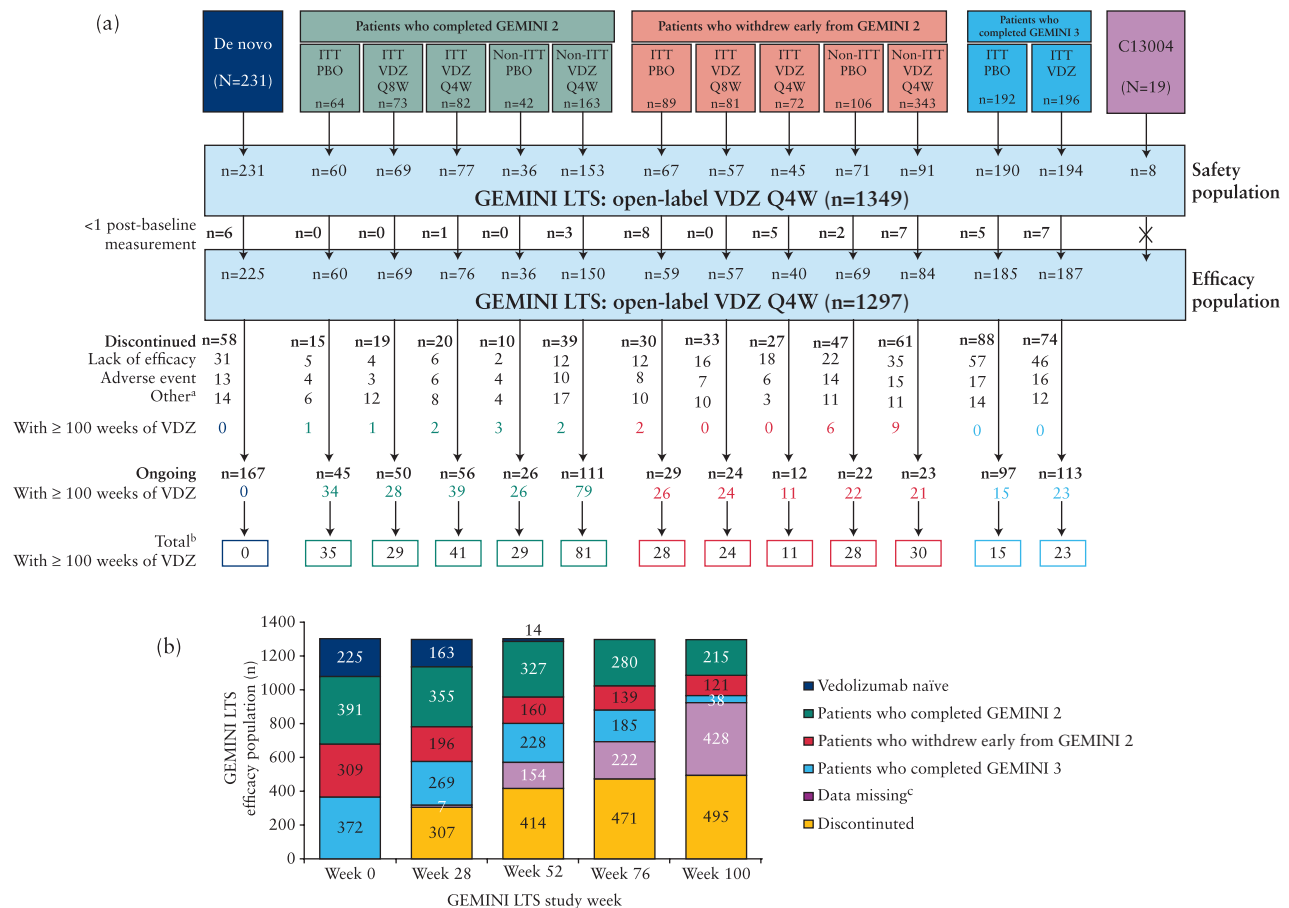 (a)
De novo
(N=231)
Patients who completed GEMINI 2
ITT PBO n=64
ITT VDZ Q8W n=73
ITT VDZ Q4W n=82
Non-ITT PBO n=42
Non-ITT VDZ Q4W n=163
Patients who withdrew early from GEMINI 2
ITT PBO n=89
ITT VDZ Q8W n=81
ITT VDZ Q4W n=72
Non-ITT PBO n=106
Non-ITT VDZ Q4W n=343
Patients who
completed GEMINI 3
ITT PBO n=192
ITT VDZ n=196
C13004
(N=19)
n=231 n=60 n=69 n=77 n=36 n=153 n=67 n=57 n=45 n=71 n=91 n=190 n=194 n=8
GEMINI LTS: open-label VDZ Q4W (n=1349)
Safety
population
<1 post-baseline
measurement
n=6 n=0 n=0 n=1 n=0 n=3 n=8 n=0 n=5 n=2 n=7 n=5 n=7
n=225 n=60 n=69 n=76 n=36 n=150 n=59 n=57 n=40 n=69 n=84 n=185 n=187
GEMINI LTS: open-label VDZ Q4W (n=1297)
Efficacy
population
Discontinued n=58 n=15 n=19 n=20 n=10 n=39 n=30 n=33 n=27 n=47 n=61 n=88 n=74
Lack of efficacy 31 5 4 6 2 12 12 16 18 22 35 57 46
Adverse event 13 4 3 6 4 10 8 7 6 14 15 17 16
Otherᵃ 14 6 12 8 4 17 10 10 3 11 11 14 12
With ≥ 100 weeks of VDZ 0 1 1 2 3 2 2 0 0 6 9 0 0
Ongoing n=167 n=45 n=50 n=56 n=26 n=111 n=29 n=24 n=12 n=22 n=23 n=97 n=113
With ≥ 100 weeks of VDZ 0 34 28 39 26 79 26 24 11 22 21 15 23
Totalᵇ
With ≥ 100 weeks of VDZ
0 35 29 41 29 81 28 24 11 28 30 15 23
(b)
GEMINI LTS
efficacy population (n)
1400
1200
1000
800
600
400
200
0
225
391
309
372
163
355
196
269
7
307
14
327
160
228
154
414
280
139
185
222
471
215
121
38
428
495
Week 0 Week 28 Week 52 Week 76 Week 100
GEMINI LTS study week
Vedolizumab naïve
Patients who completed GEMINI 2
Patients who withdrew early from GEMINI 2
Patients who completed GEMINI 3
Data missingᶜ
Discontinuted